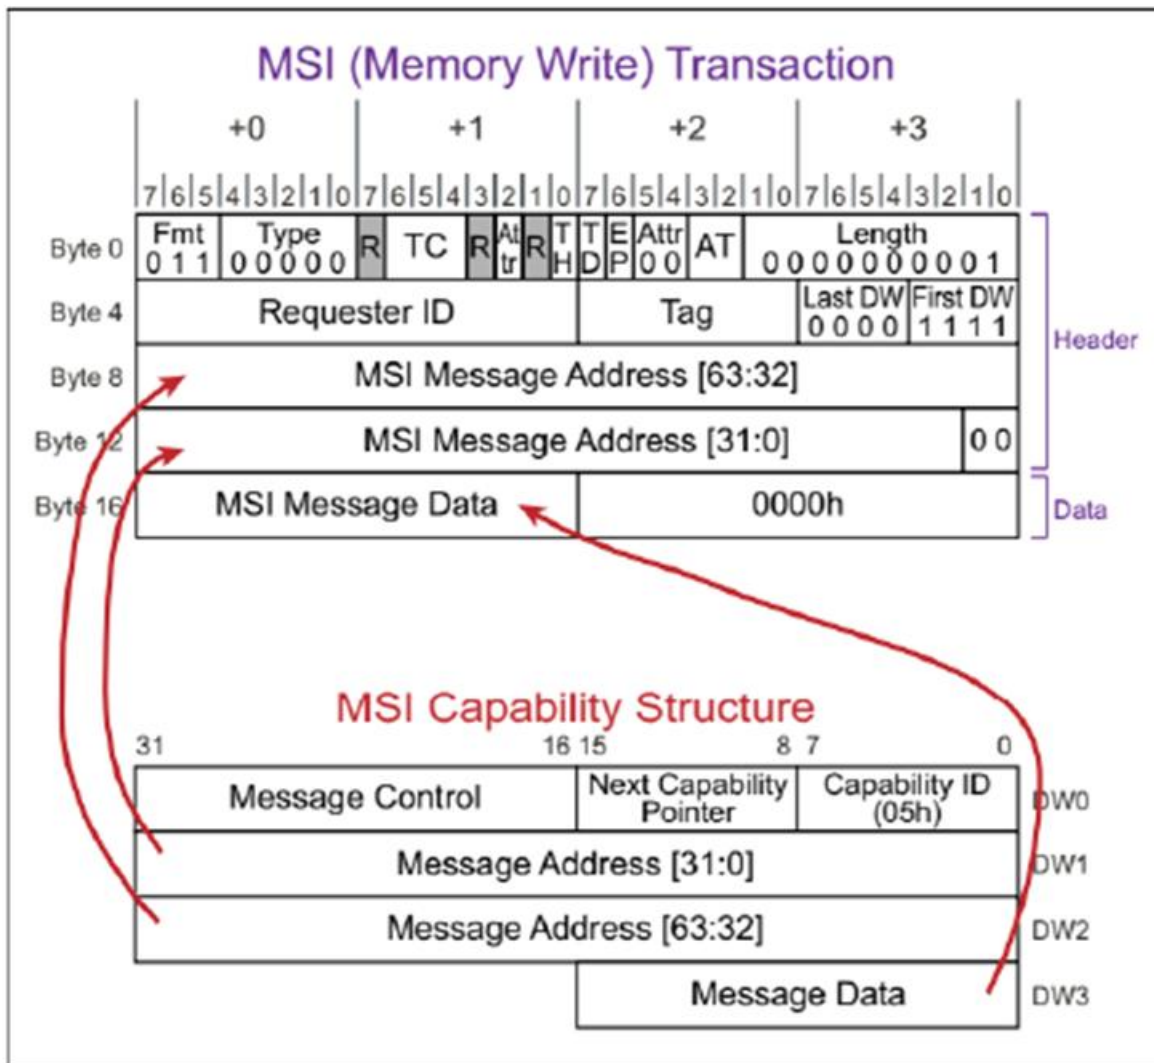 MSI (Memory Write) Transaction
+0 +1 +2 +3
7 6 5 4 3 2 1 0 7 6 5 4 3 2 1 0 7 6 5 4 3 2 1 0 7 6 5 4 3 2 1 0
Byte 0
Fmt
0 1 1
Type
0 0 0 0 0
R
TC
R
At
tr
R
T
H
T
D
E
P
Attr
0 0
AT
Length
0 0 0 0 0 0 0 0 0 1
Byte 4
Requester ID
Tag
Last DW
0 0 0 0
First DW
1 1 1 1
Header
Byte 8
MSI Message Address [63:32]
Byte 12
MSI Message Address [31:0]
0 0
Byte 16
MSI Message Data
0000h
Data
MSI Capability Structure
31 16 15 8 7 0
Message Control
Next Capability
Pointer
Capability ID
(05h)
DW0
Message Address [31:0]
DW1
Message Address [63:32]
DW2
Message Data
DW3